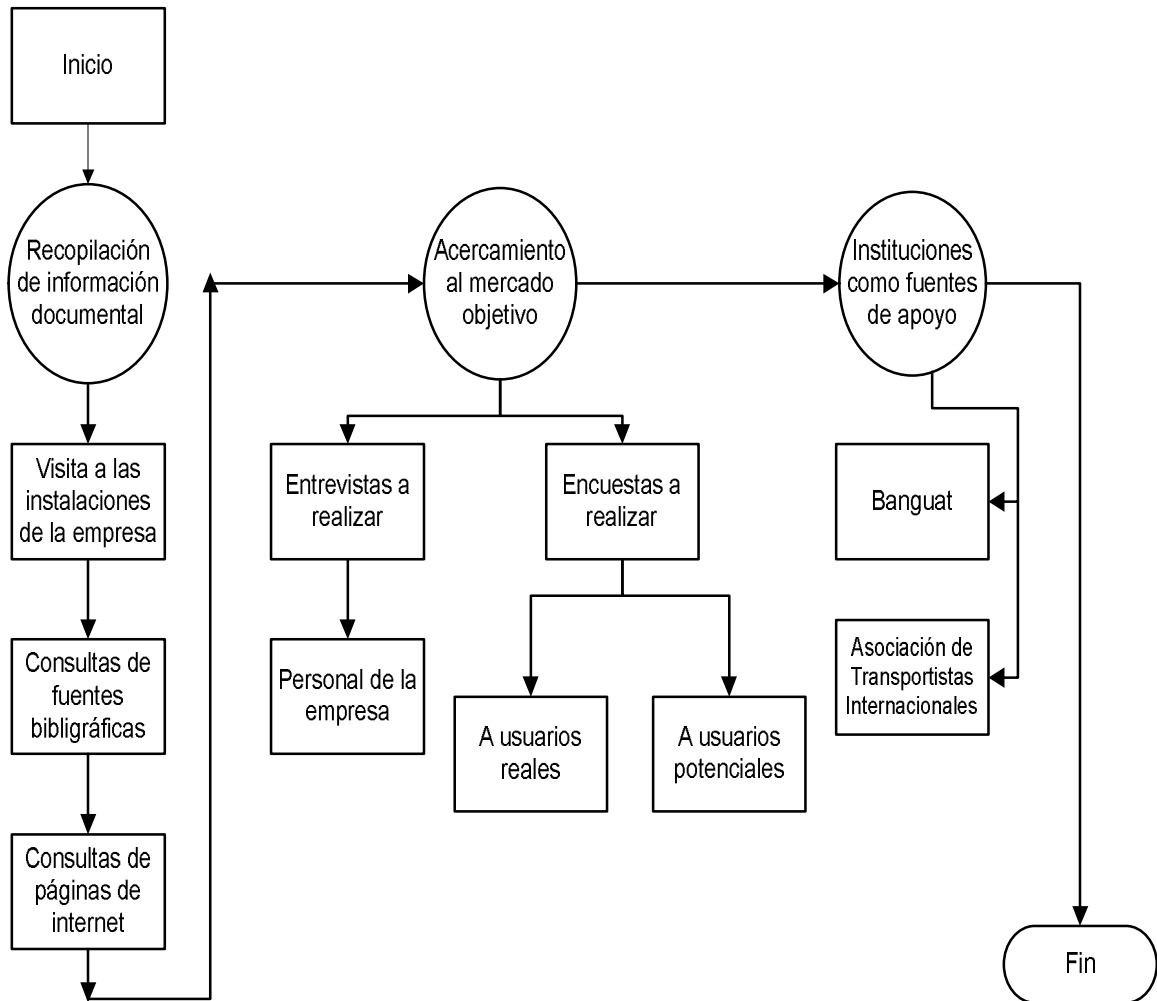 Inicio
Recopilación
de información
documental
Visita a las
instalaciones
de la empresa
Consultas de
fuentes
bibligráficas
Consultas de
páginas de
internet
Acercamiento
al mercado
objetivo
Entrevistas a
realizar
Personal de la
empresa
Encuestas a
realizar
A usuarios
reales
A usuarios
potenciales
Instituciones
como fuentes
de apoyo
Banguat
Asociación de
Transportistas
Internacionales
Fin